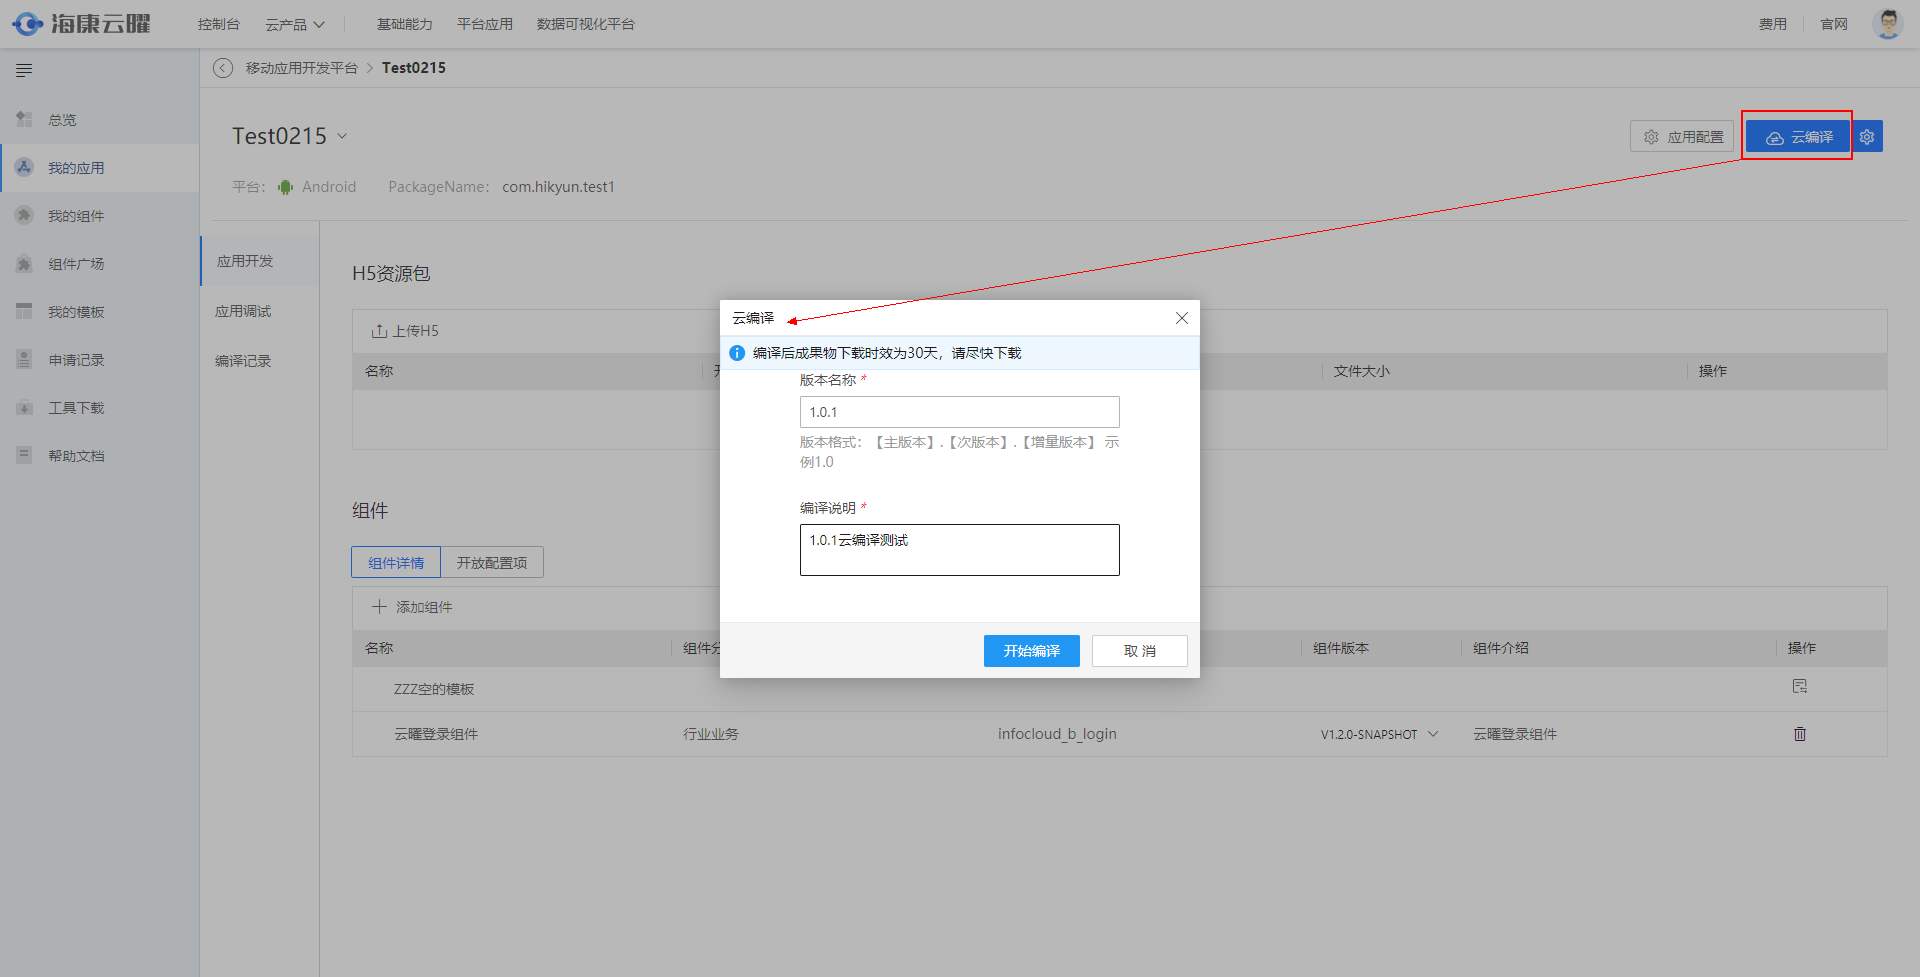 海康云曜 控制台 云产品 基础能力 平台应用 数据可视化平台 费用 官网
移动应用开发平台 > Test0215
总览
我的应用
我的组件
组件广场
我的模板
申请记录
工具下载
帮助文档
Test0215
应用配置 云编译
平台： Android PackageName： com.hikyun.test1
应用开发
应用调试
编译记录
H5资源包
上传H5
名称 文件大小 操作
组件
组件详情 开放配置项
添加组件
名称 组件分 组件版本 组件介绍 操作
ZZZ空的模板
云曜登录组件 行业业务 infocloud_b_login V1.2.0-SNAPSHOT 云曜登录组件
云编译
编译后成果物下载时效为30天，请尽快下载
版本名称 *
1.0.1
版本格式：【主版本】.【次版本】.【增量版本】 示
例1.0
编译说明 *
1.0.1云编译测试
开始编译 取 消